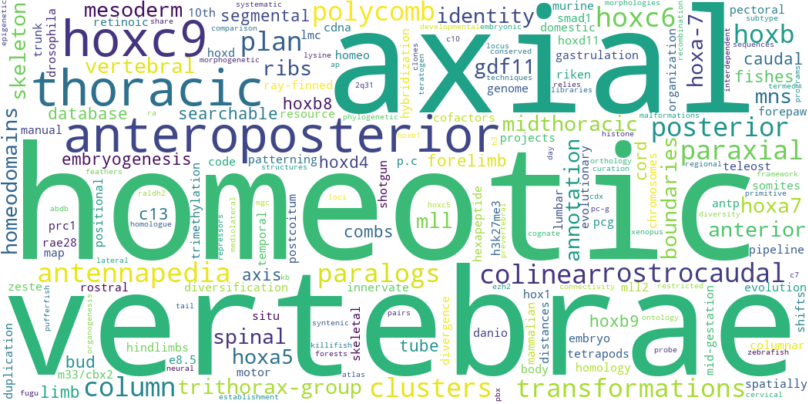 skeleton
mesoderm
retinoic
share
10th
polycomb
identity
murine
smad1
morphologies
systematic
pectoral
subtype
epigenetic
trunk
drosophila
hoxc9
comparison
lmc
segmental
cdna
lysine
hoxd
homeo
morphogenetic
plan
hybridization
developmental
embryonic
c10
locus
conserved
clones
techniques
teratogen
axial
hoxc6
domestic
hoxd11
gastrulation
organization
hoxa-7
recombination
hoxb
sequences
interdependent
caudal
vertebral
ribs
ap
ray-finned
2q31
phylogenetic
gdf11
genome
riken
relies
libraries
fishes
mns
programs
termed
thoracic
hoxb8
database
searchable
resource
ra
cofactors
hoxb1
h3
midthoracic
forepaw
malformations
posterior
manual
anteroposterior
projects
histone
homeodomains
embryogenesis
code
patterning
structures
hoxd4
p.c
forelimb
day
orthology
curation
cord
chromosomes
paraxial
regional
teleost
framework
feathers
abdb
positional
raldh2
c13
homologue
trimethylation
mgc
loci
shotgun
hoxc5
hexapeptide
lumbar
evolutionary
annotation
cdx
pc-g
boundaries
somites
primitive
antp
diversity
hoxa7
prc1
rae28
map
repressors
mediolateral
temporal
postcoitum
mll
combs
h3k27me3
prevertebral
cognate
pcg
xenopus
anterior
pipeline
homeotic
lateral
antennapedia
axis
kb
paralogs
colinear
rostrocaudal
c7
zeste
rostral
diversification
innervate
ezh2
connectivity
mll2
restricted
evolution
pufferfish
organogenesis
tail
situ
syntenic
skeletal
pairs
divergence
hox1
mammalian
distances
hoxb9
ontology
columnar
mid-gestation
shifts
vertebrae
duplication
hindlimbs
bud
e8.5
spinal
hoxa5
killifish
forests
tube
danio
embryo
tetrapods
probe
zebrafish
m33/cbx2
neural
motor
atlas
body
homology
fugu
limb
column
trithorax-group
establishment
clusters
pbx
transformations
spatially
cervical